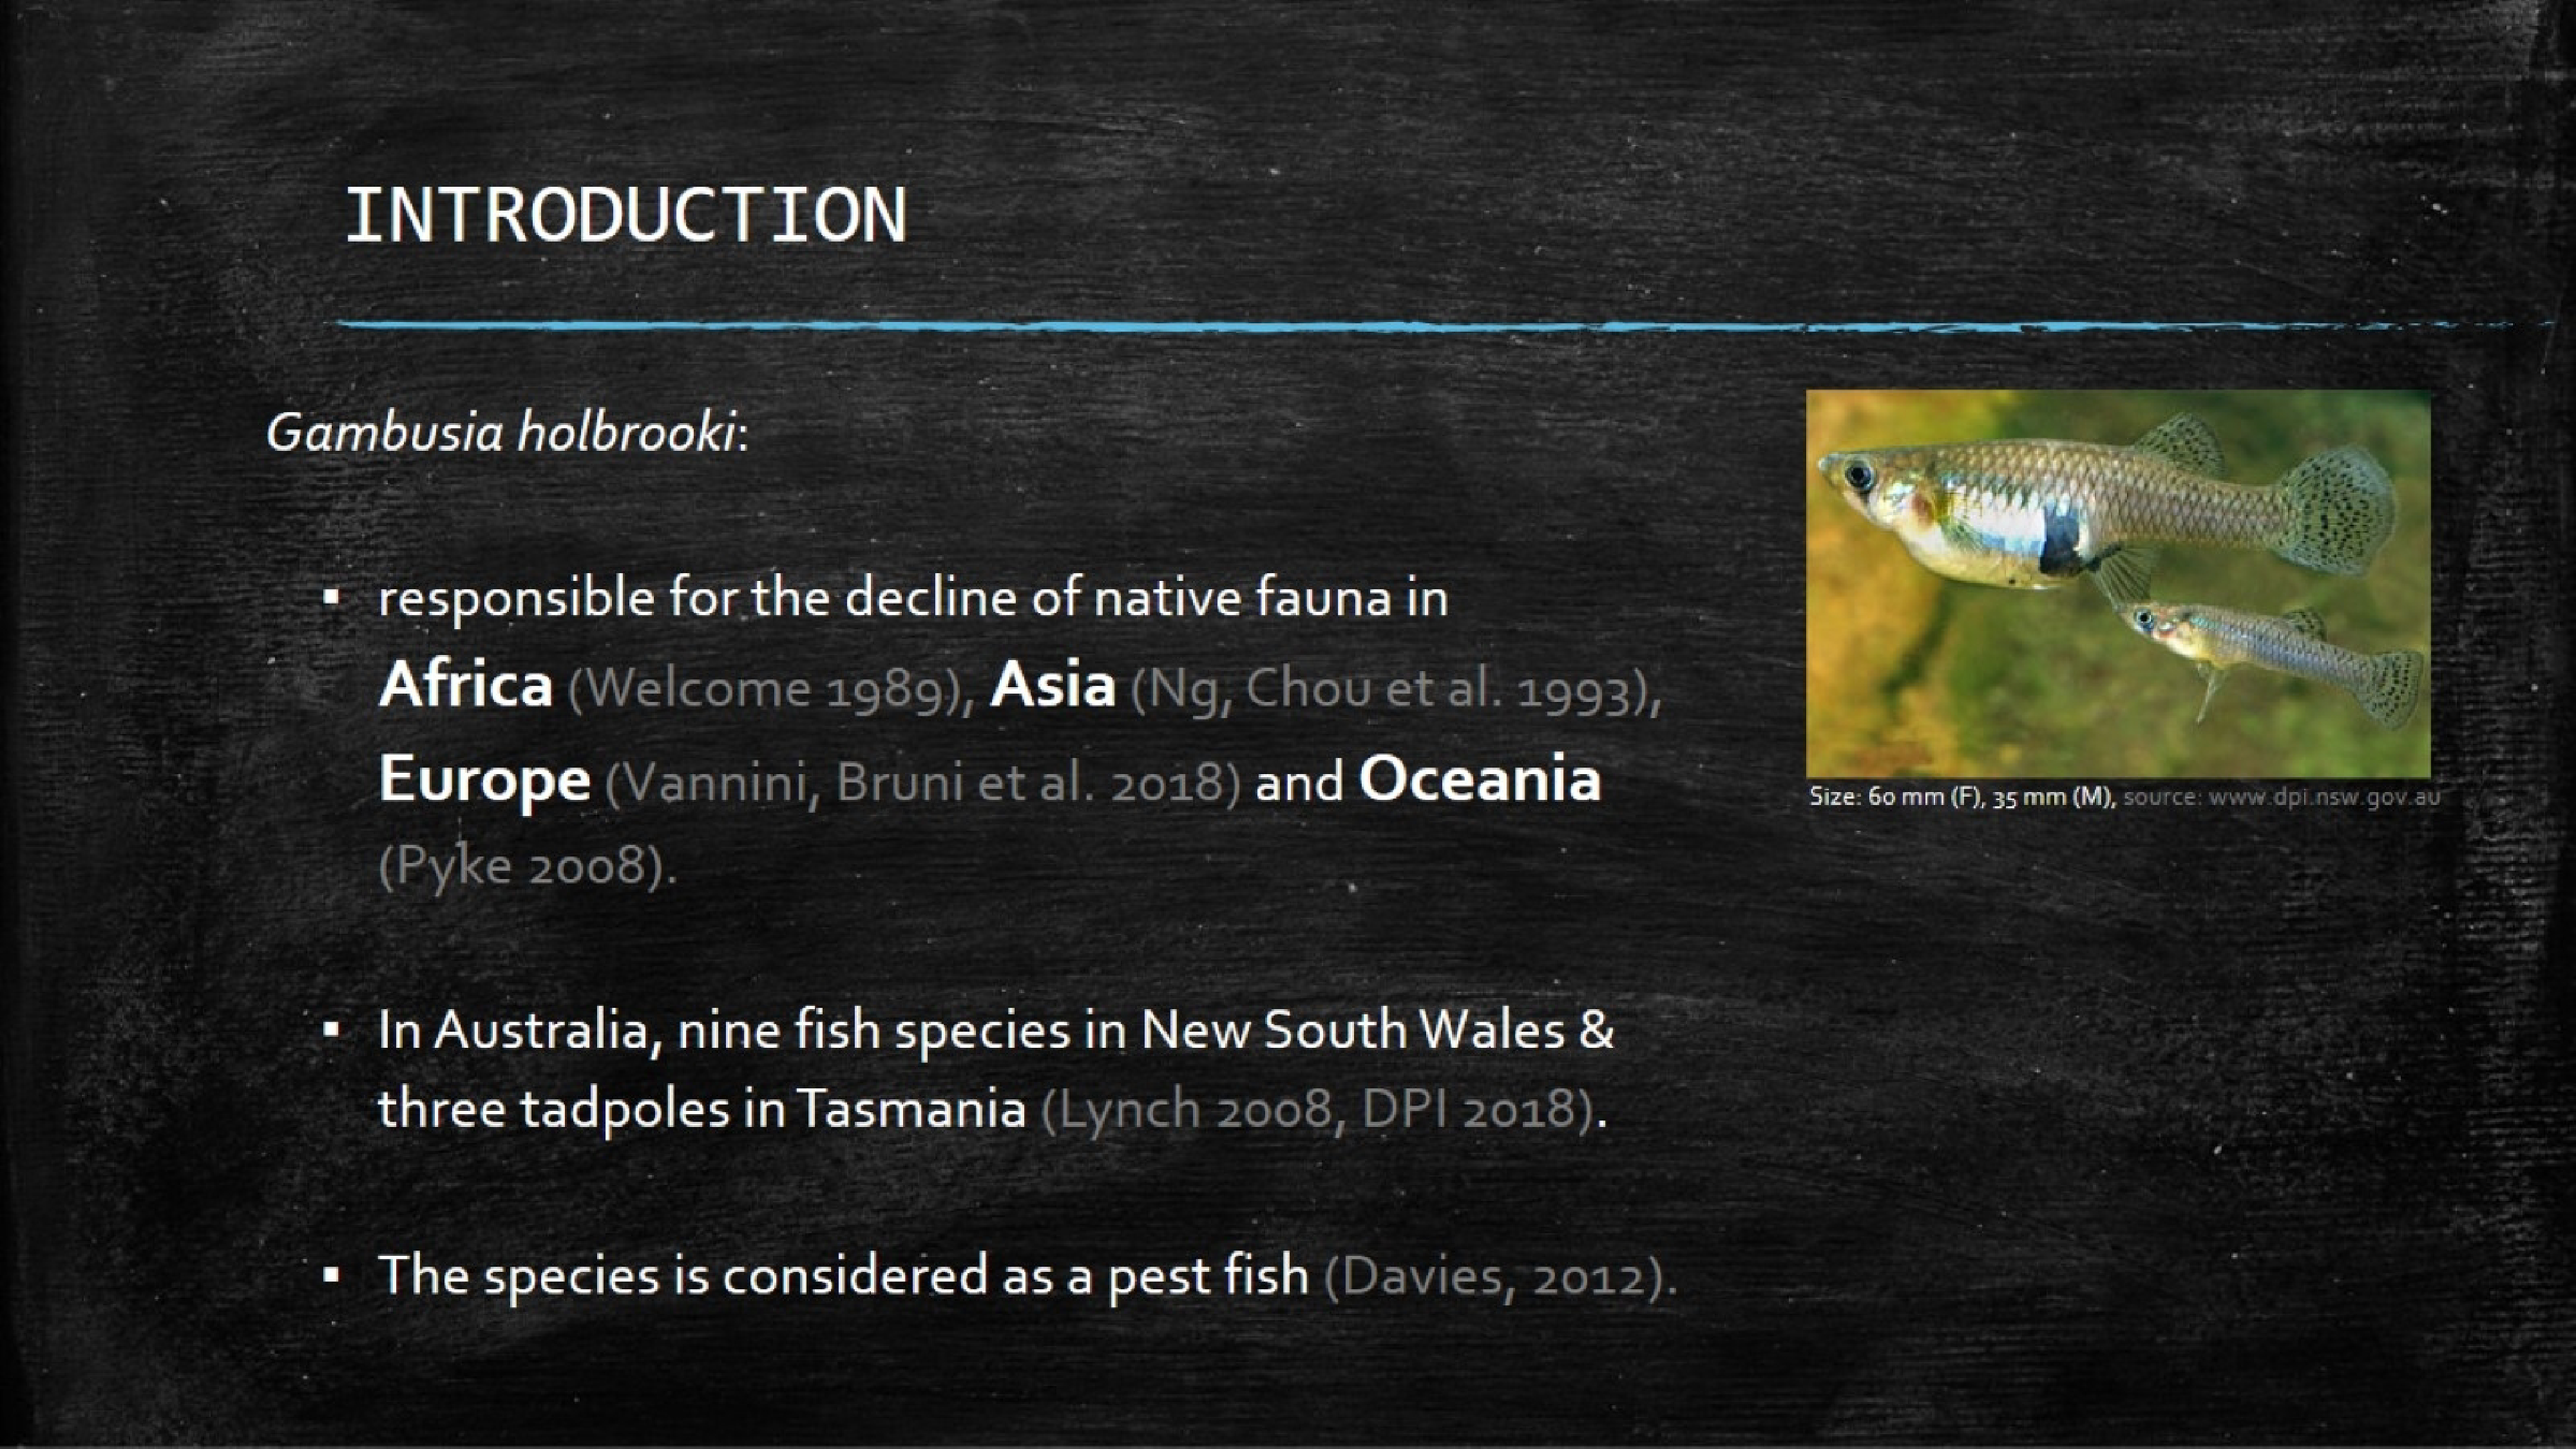 INTRODUCTION
Gambusia holbrooki:
▪ responsible for the decline of native fauna in
Africa (Welcome 1989), Asia (Ng, Chou et al. 1993),
Europe (Vannini, Bruni et al. 2018) and Oceania
(Pyke 2008).
Size: 60 mm (F), 35 mm (M), source: www.dpi.nsw.gov.au
▪ In Australia, nine fish species in New South Wales &
three tadpoles in Tasmania (Lynch 2008, DPI 2018).
▪ The species is considered as a pest fish (Davies, 2012).